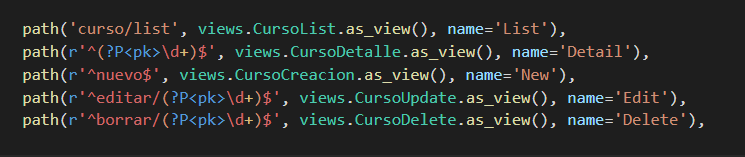 path('curso/list', views.CursoList.as_view(), name='List'),
path(r'^(?P<pk>\d+)$', views.CursoDetalle.as_view(), name='Detail'),
path(r'^nuevo$', views.CursoCreacion.as_view(), name='New'),
path(r'^editar/(?P<pk>\d+)$', views.CursoUpdate.as_view(), name='Edit'),
path(r'^borrar/(?P<pk>\d+)$', views.CursoDelete.as_view(), name='Delete'),